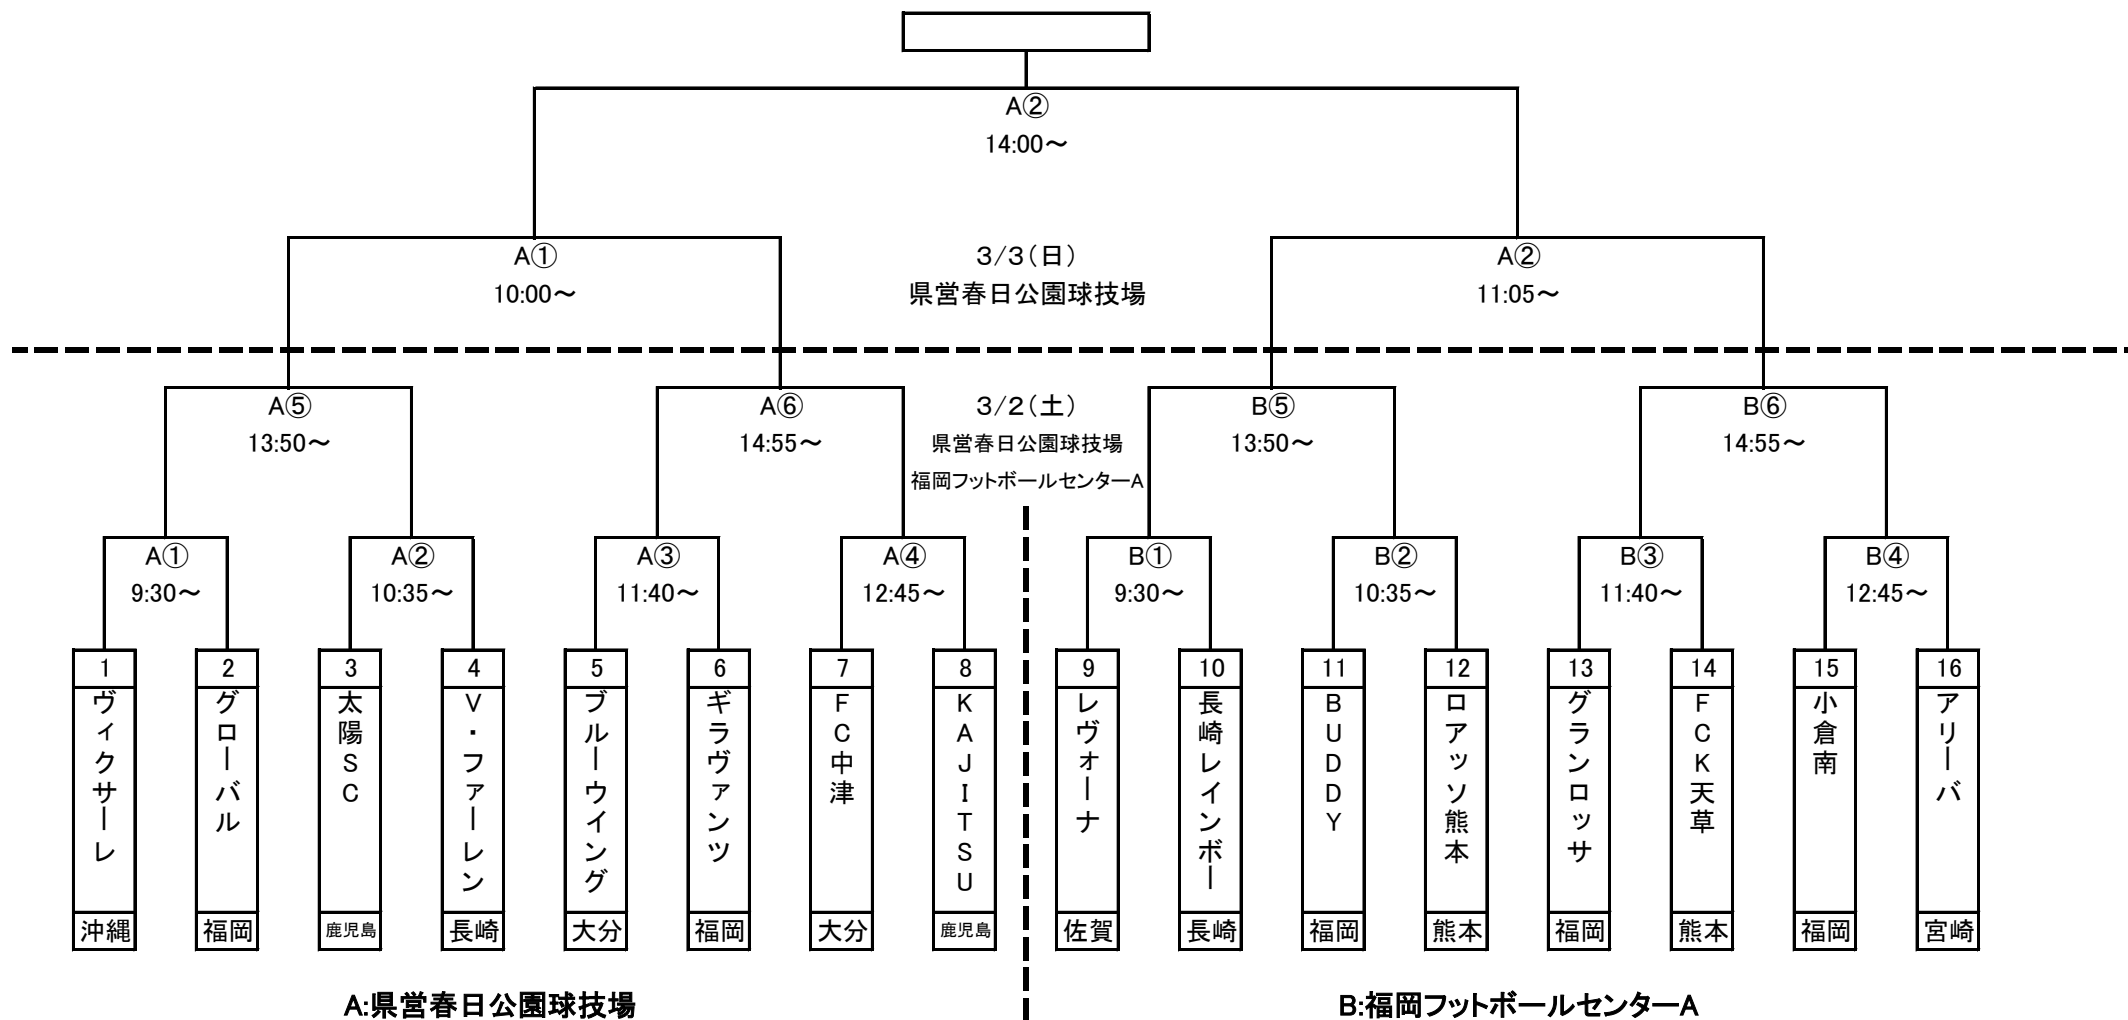 A②
14:00～
A①
10:00～
3/3(日)
県営春日公園球技場
A②
11:05～
A⑤
13:50～
A⑥
14:55～
3/2(土)
県営春日公園球技場
福岡フットボールセンターA
B⑤
13:50～
B⑥
14:55～
A①
9:30～
A②
10:35～
A③
11:40～
A④
12:45～
B①
9:30～
B②
10:35～
B③
11:40～
B④
12:45～
1
ヴィクサーレ
沖縄
2
グローバル
福岡
3
太陽SC
鹿児島
4
V・ファーレン
長崎
5
ブルーウイング
大分
6
ギラヴァンツ
福岡
7
FC中津
大分
8
KAJITSU
鹿児島
9
レヴォーナ
佐賀
10
長崎レインボー
長崎
11
BUDDY
福岡
12
ロアッソ熊本
熊本
13
グランロッサ
福岡
14
FCK天草
熊本
15
小倉南
福岡
16
アリーバ
宮崎
A:県営春日公園球技場
B:福岡フットボールセンターA